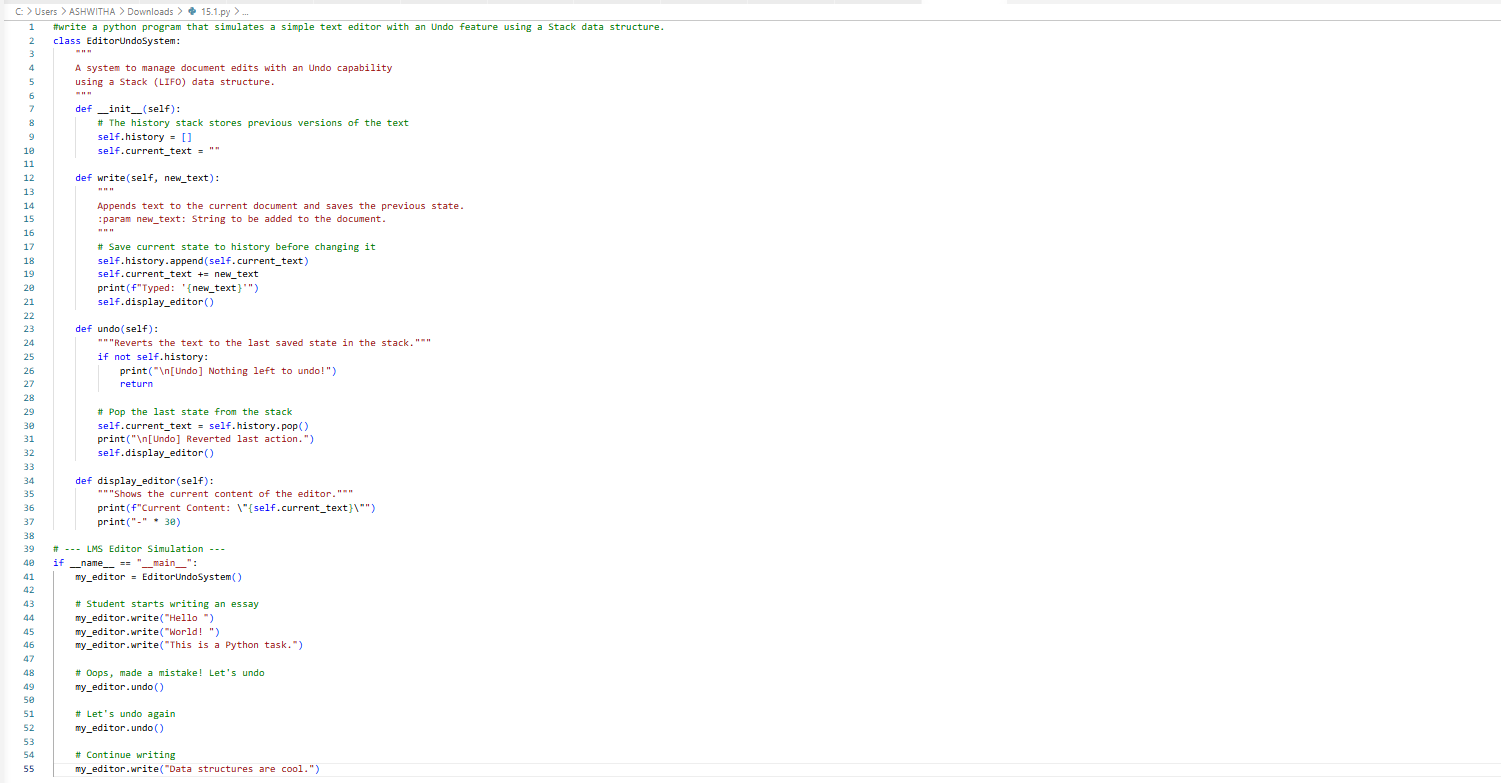 C: > Users > ASHWITHA > Downloads > 15.1.py > ...
1 #write a python program that simulates a simple text editor with an Undo feature using a Stack data structure.
2 class EditorUndoSystem:
3     """
4     A system to manage document edits with an Undo capability
5     using a Stack (LIFO) data structure.
6     """
7     def __init__(self):
8         # The history stack stores previous versions of the text
9         self.history = []
10         self.current_text = ""
11
12     def write(self, new_text):
13         """
14         Appends text to the current document and saves the previous state.
15         :param new_text: String to be added to the document.
16         """
17         # Save current state to history before changing it
18         self.history.append(self.current_text)
19         self.current_text += new_text
20         print(f"Typed: '{new_text}'")
21         self.display_editor()
22
23     def undo(self):
24         """Reverts the text to the last saved state in the stack."""
25         if not self.history:
26             print("\n[Undo] Nothing left to undo!")
27             return
28
29         # Pop the last state from the stack
30         self.current_text = self.history.pop()
31         print("\n[Undo] Reverted last action.")
32         self.display_editor()
33
34     def display_editor(self):
35         """Shows the current content of the editor."""
36         print(f"Current Content: \"{self.current_text}\"")
37         print("-" * 30)
38
39 # --- LMS Editor Simulation ---
40 if __name__ == "__main__":
41     my_editor = EditorUndoSystem()
42
43     # Student starts writing an essay
44     my_editor.write("Hello ")
45     my_editor.write("World! ")
46     my_editor.write("This is a Python task.")
47
48     # Oops, made a mistake! Let's undo
49     my_editor.undo()
50
51     # Let's undo again
52     my_editor.undo()
53
54     # Continue writing
55     my_editor.write("Data structures are cool.")